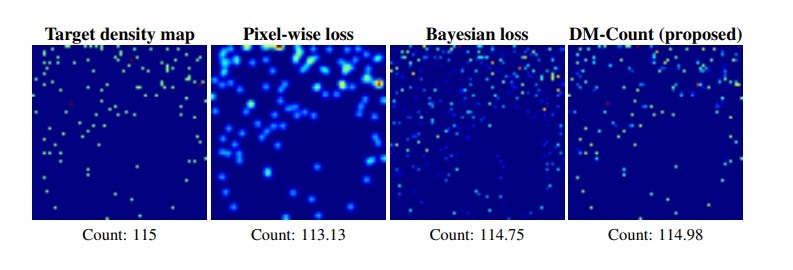 Target density map Pixel-wise loss Bayesian loss DM-Count (proposed)
Count: 115 Count: 113.13 Count: 114.75 Count: 114.98